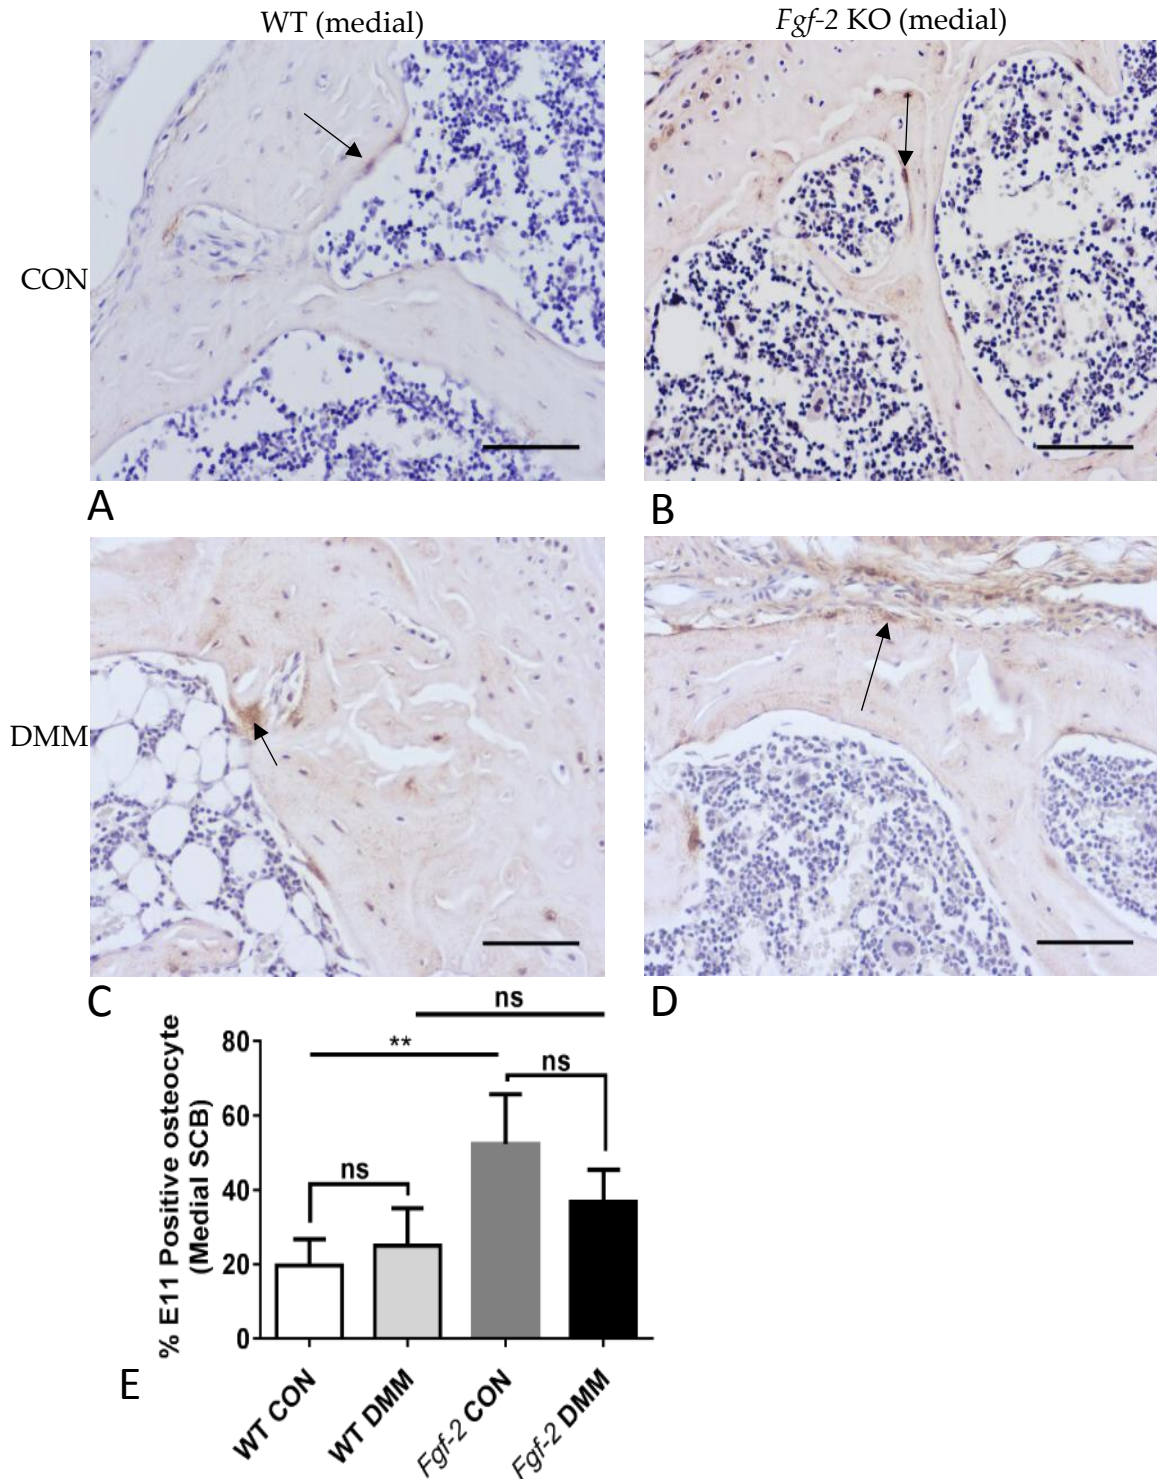 WT (medial)
Fgf-2 KO (medial)
CON
A
B
DMM
C
D
ns
**
ns
ns
% E11 Positive osteocyte
(Medial SCB)
80
60
40
20
0
E
WT CON
WT DMM
Fgf-2 CON
Fgf-2 DMM